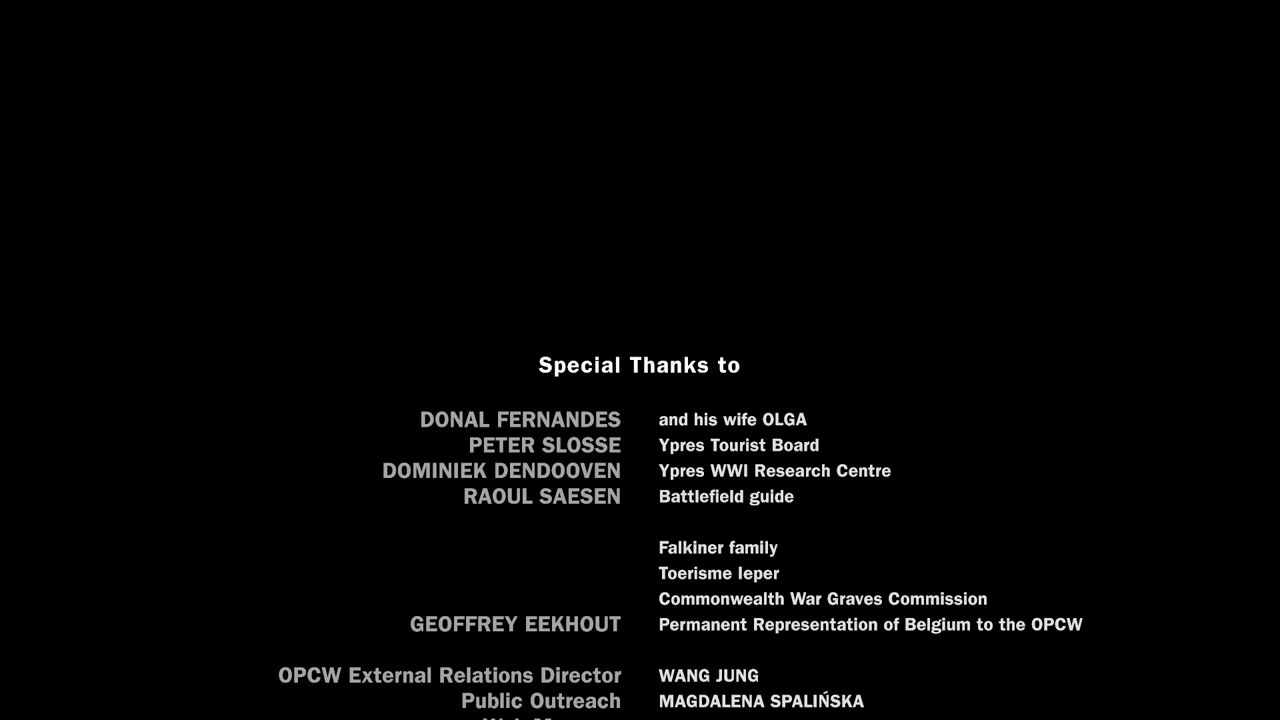 Special Thanks to
DONAL FERNANDES and his wife OLGA
PETER SLOSSE Ypres Tourist Board
DOMINIEK DENDOOVEN Ypres WWI Research Centre
RAOUL SAESEN Battlefield guide
Falkiner family
Toerisme Ieper
Commonwealth War Graves Commission
GEOFFREY EEKHOUT Permanent Representation of Belgium to the OPCW
OPCW External Relations Director WANG JUNG
Public Outreach MAGDALENA SPALIŃSKA